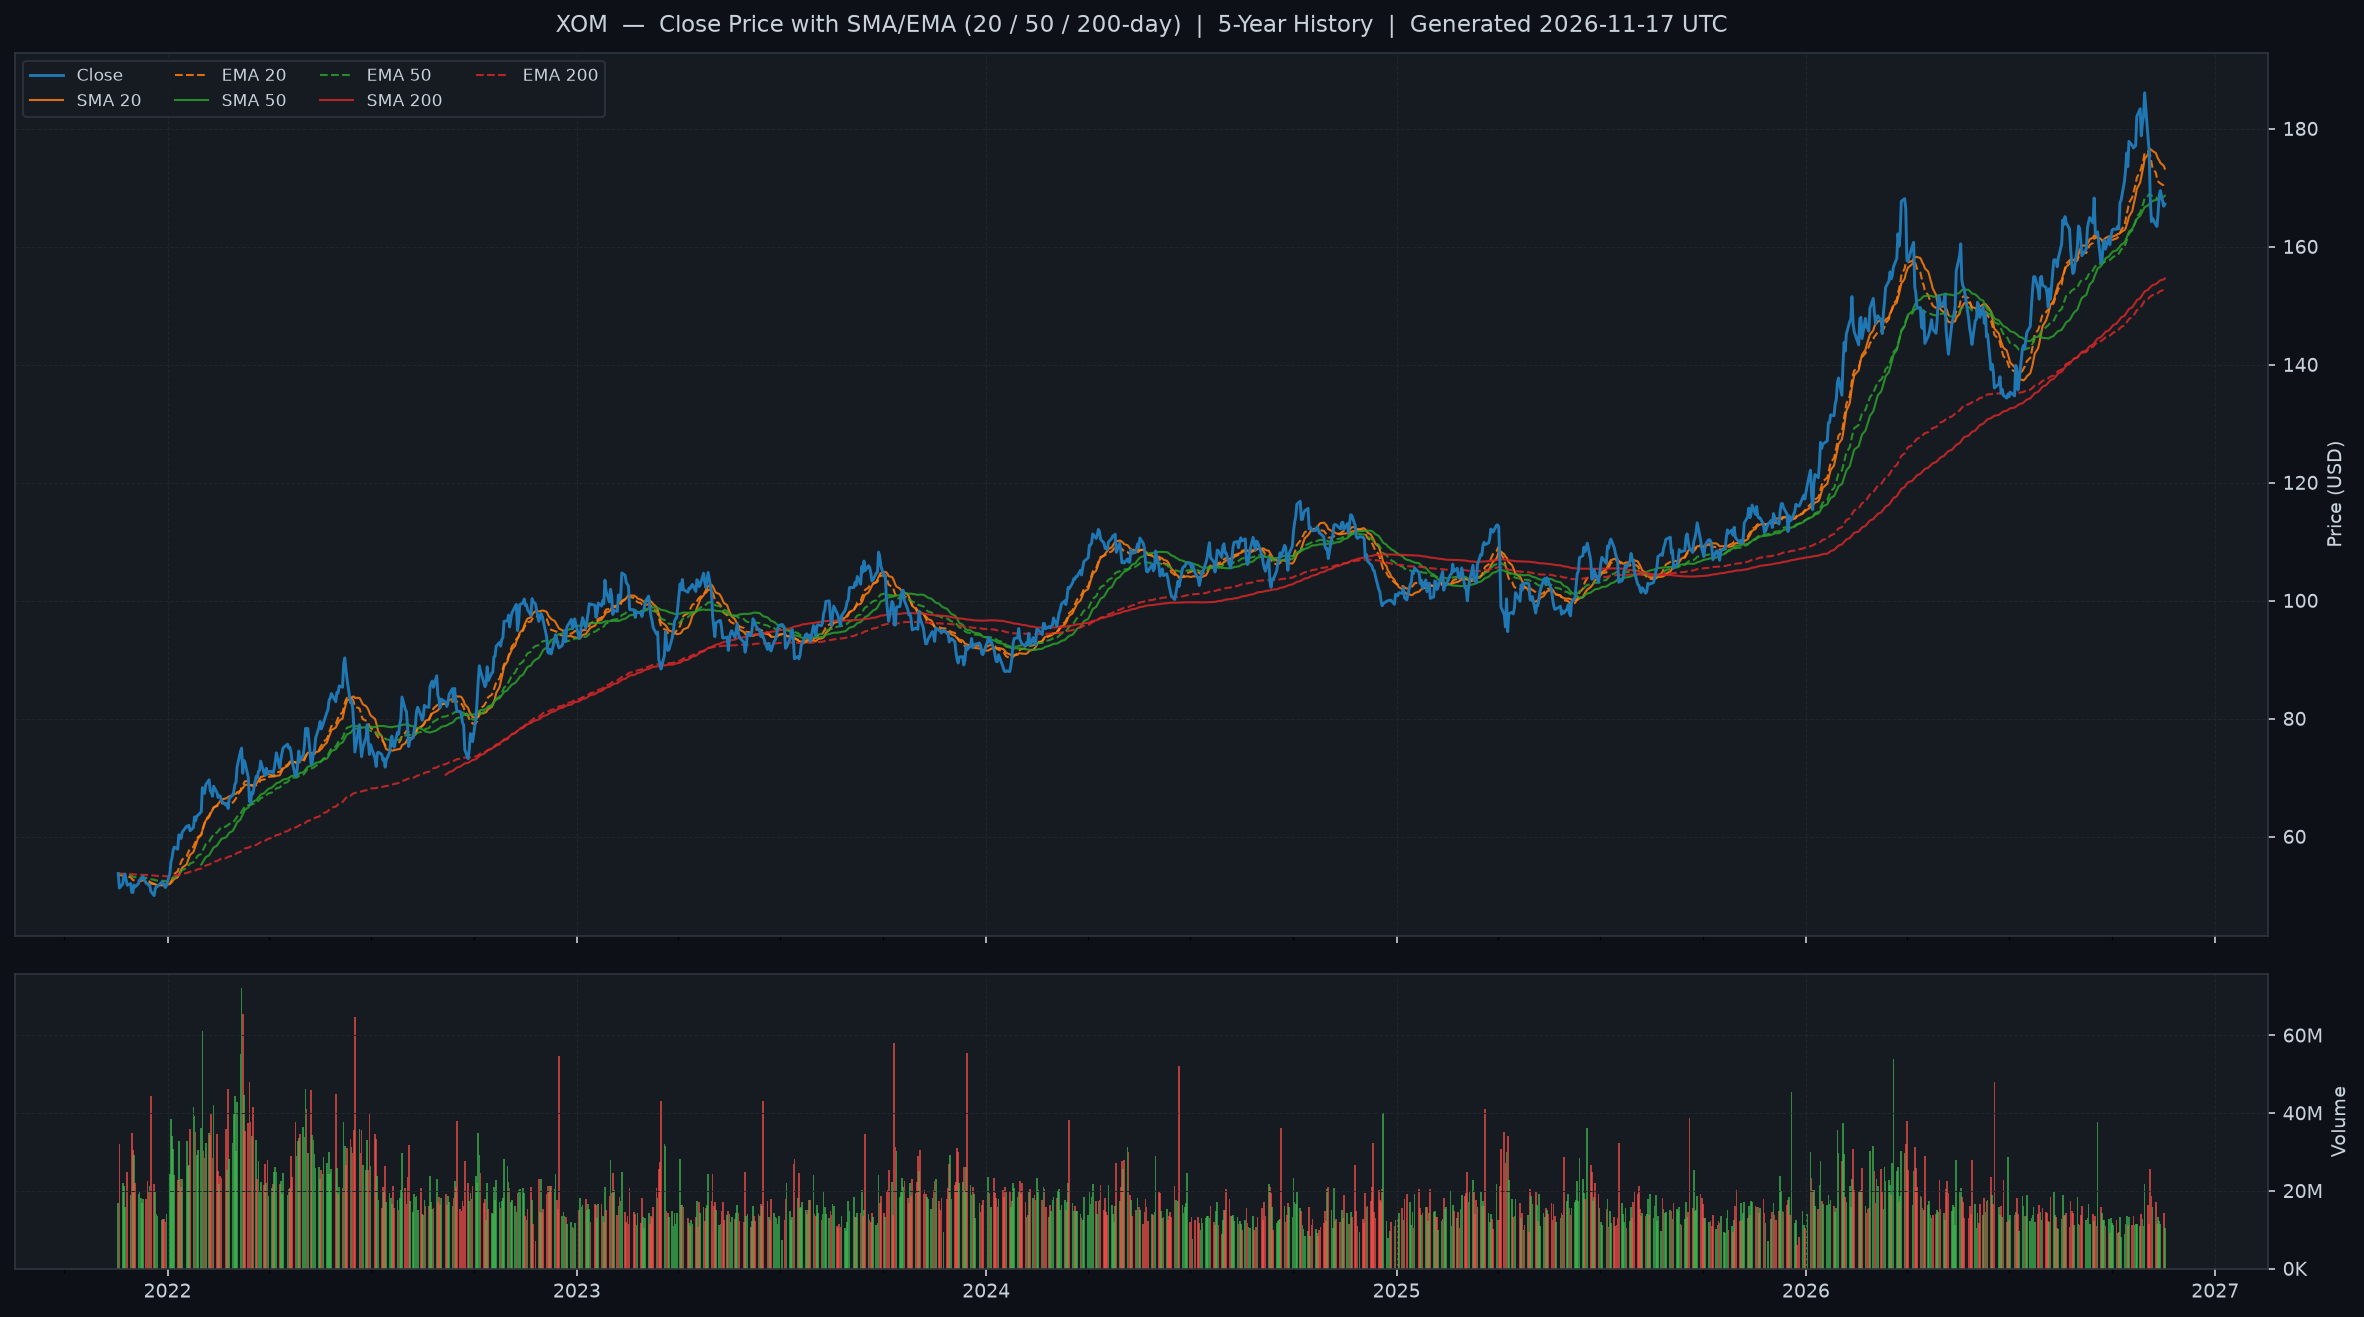 XOM — Close Price with SMA/EMA (20 / 50 / 200-day) | 5-Year History | Generated 2026-11-17 UTC
Close EMA 20 EMA 50 EMA 200
SMA 20 SMA 50 SMA 200
180
160
140
120
100
80
60
Price (USD)
60M
40M
20M
0K
Volume
2022 2023 2024 2025 2026 2027